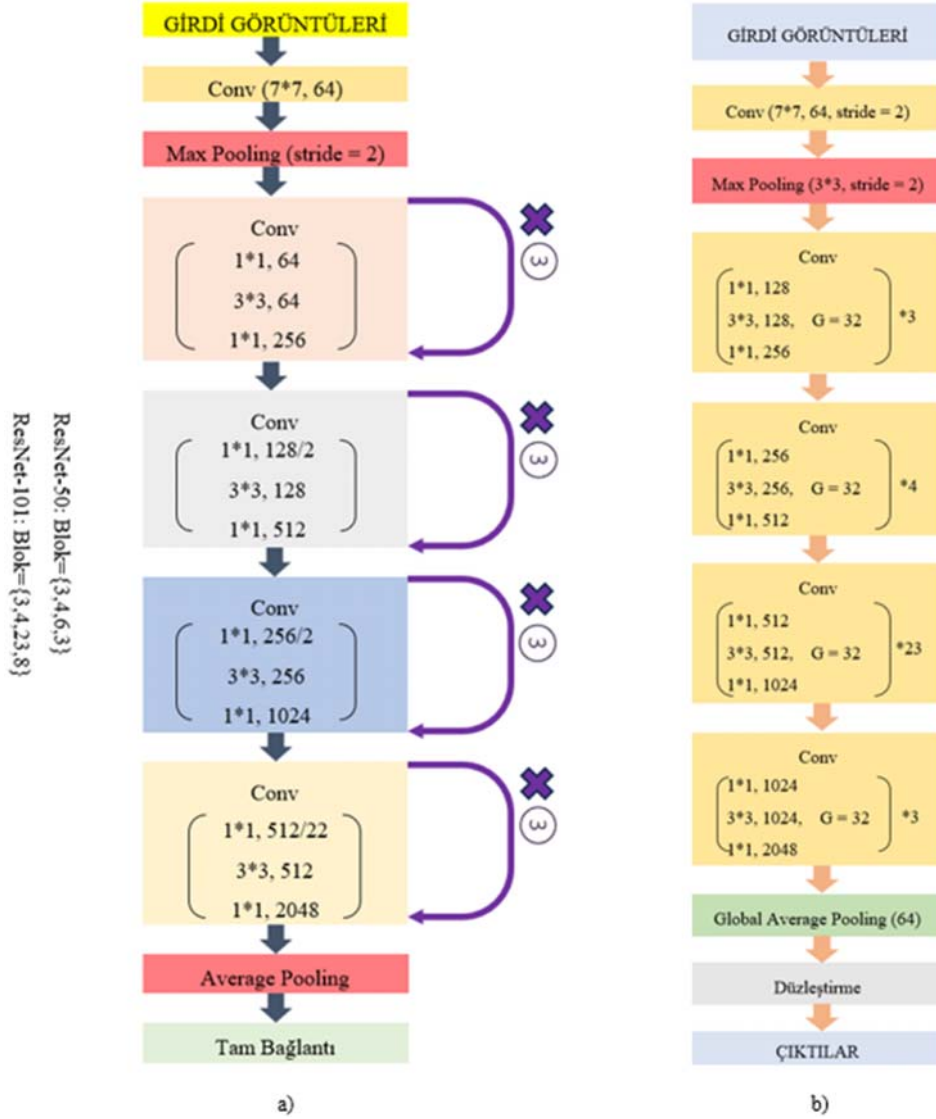 GİRDİ GÖRÜNTÜLERİ
Conv (7*7, 64)
Max Pooling (stride = 2)
Conv
1*1, 64
3*3, 64
1*1, 256
3
Conv
1*1, 128/2
3*3, 128
1*1, 512
3
Conv
1*1, 256/2
3*3, 256
1*1, 1024
3
Conv
1*1, 512/22
3*3, 512
1*1, 2048
3
Average Pooling
Tam Bağlantı
ResNet-50: Blok={3,4,6,3}
ResNet-101: Blok={3,4,23,8}
a)
GİRDİ GÖRÜNTÜLERİ
Conv (7*7, 64, stride = 2)
Max Pooling (3*3, stride = 2)
Conv
1*1, 128
3*3, 128, G = 32 *3
1*1, 256
Conv
1*1, 256
3*3, 256, G = 32 *4
1*1, 512
Conv
1*1, 512
3*3, 512, G = 32 *23
1*1, 1024
Conv
1*1, 1024
3*3, 1024, G = 32 *3
1*1, 2048
Global Average Pooling (64)
Düzleştirme
ÇIKTILAR
b)